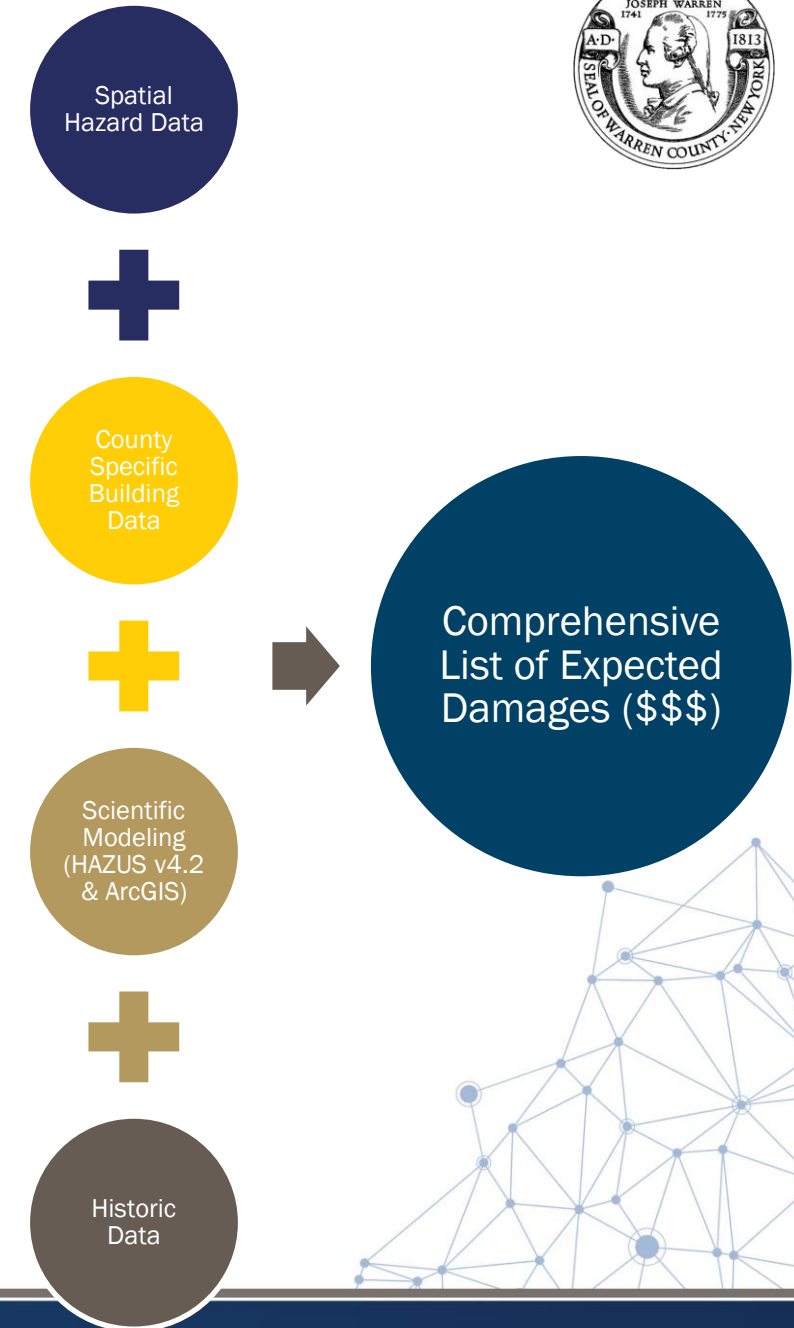 JOSEPH WARREN
1741 1775
A·D· 1813
SEAL OF WARREN COUNTY·NEW YORK
Spatial
Hazard Data
County
Specific
Building
Data
Scientific
Modeling
(HAZUS v4.2
& ArcGIS)
Historic
Data
Comprehensive
List of Expected
Damages ($$$)